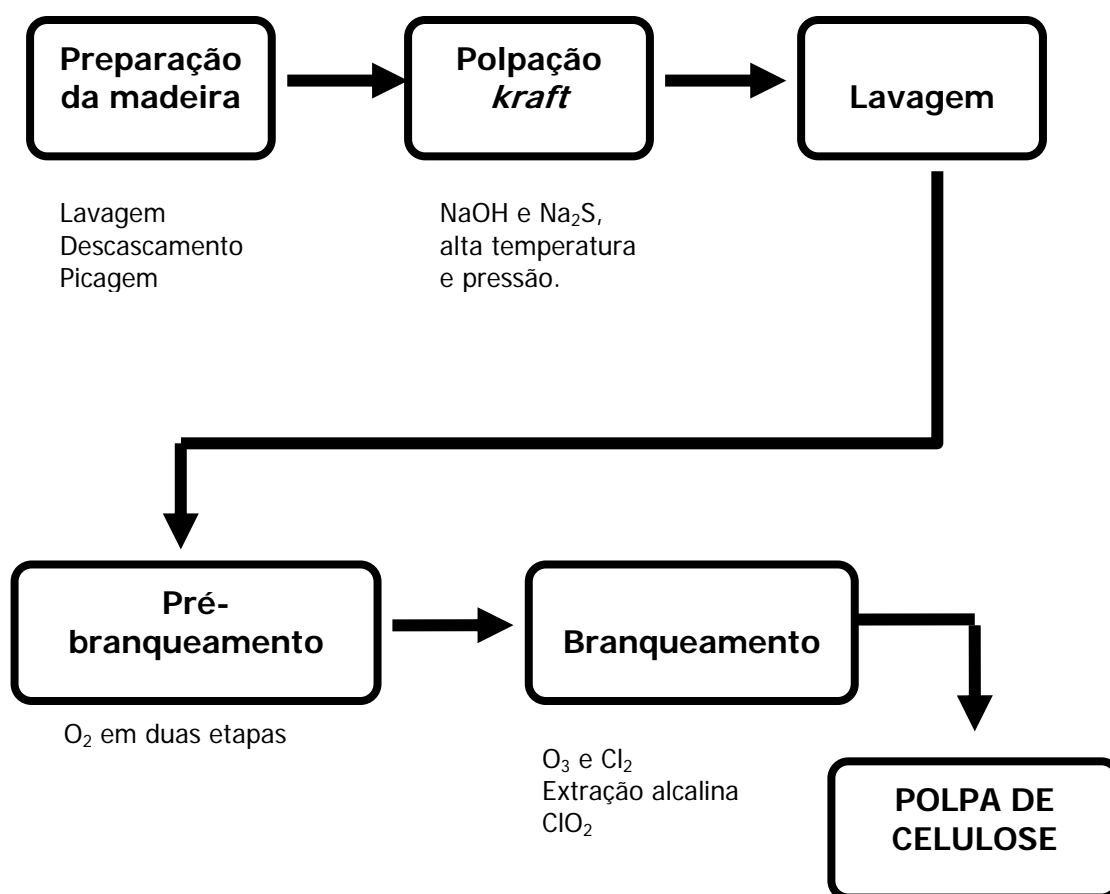 Preparação
da madeira
Polpação
kraft
Lavagem
Lavagem
Descascamento
Picagem
NaOH e Na₂S,
alta temperatura
e pressão.
Pré-
branqueamento
Branqueamento
O₂ em duas etapas
O₃ e Cl₂
Extração alcalina
ClO₂
POLPA DE
CELULOSE